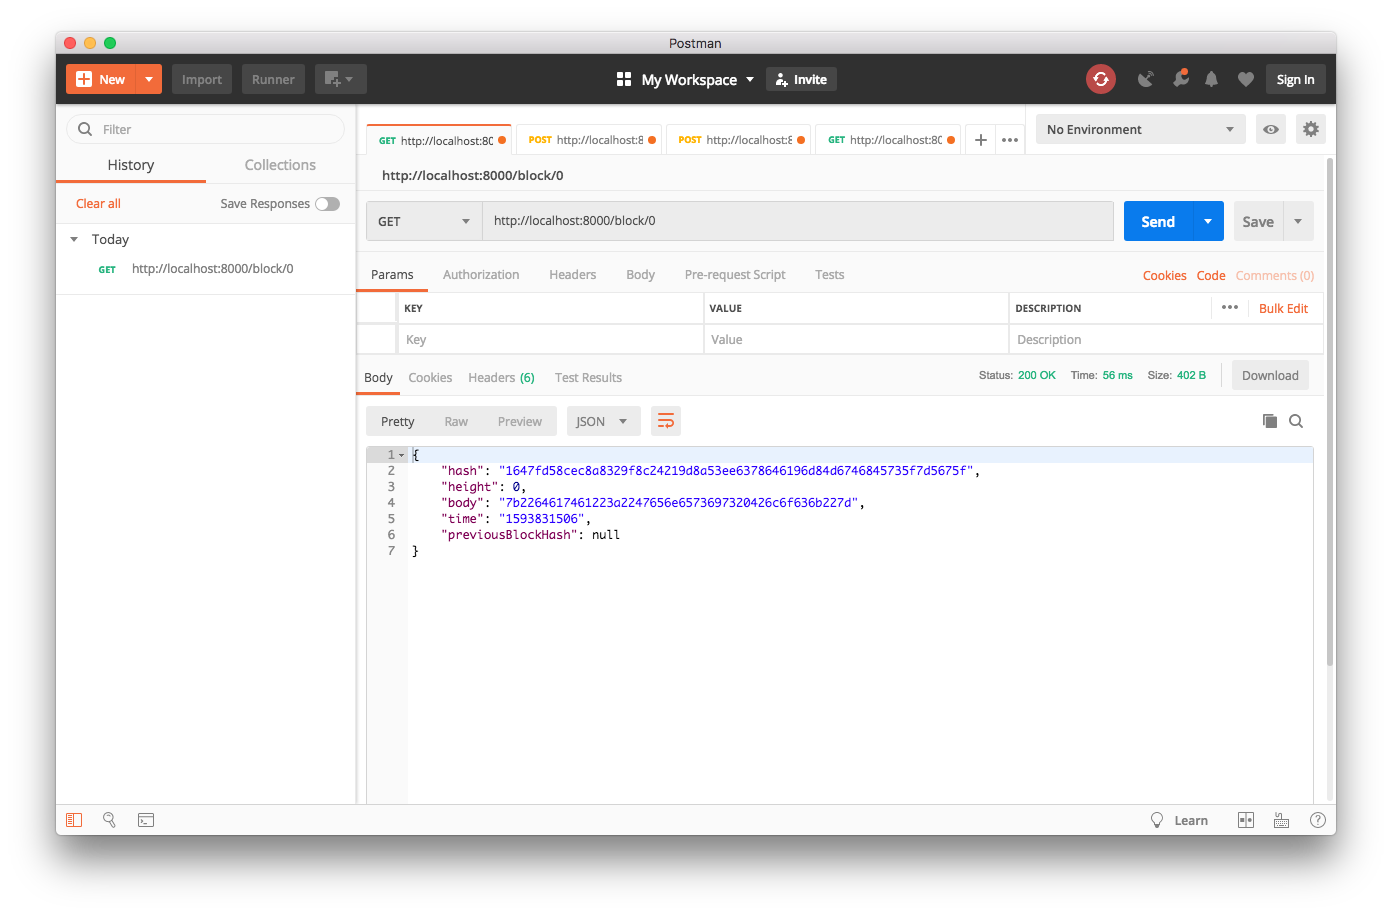 Postman
New
Import
Runner
My Workspace
Invite
Sign In
Filter
History
Collections
Clear all
Save Responses
Today
GET http://localhost:8000/block/0
GET http://localhost:80
POST http://localhost:8
POST http://localhost:8
GET http://localhost:80
No Environment
http://localhost:8000/block/0
GET
http://localhost:8000/block/0
Send
Save
Params
Authorization
Headers
Body
Pre-request Script
Tests
Cookies
Code
Comments (0)
KEY
VALUE
DESCRIPTION
Bulk Edit
Key
Value
Description
Body
Cookies
Headers (6)
Test Results
Status: 200 OK
Time: 56 ms
Size: 402 B
Download
Pretty
Raw
Preview
JSON
1 {
2 "hash": "1647fd58cec8a8329f8c24219d8a53ee6378646196d84d6746845735f7d5675f",
3 "height": 0,
4 "body": "7b2264617461223a2247656e6573697320426c6f636b227d",
5 "time": "1593831506",
6 "previousBlockHash": null
7 }
Learn